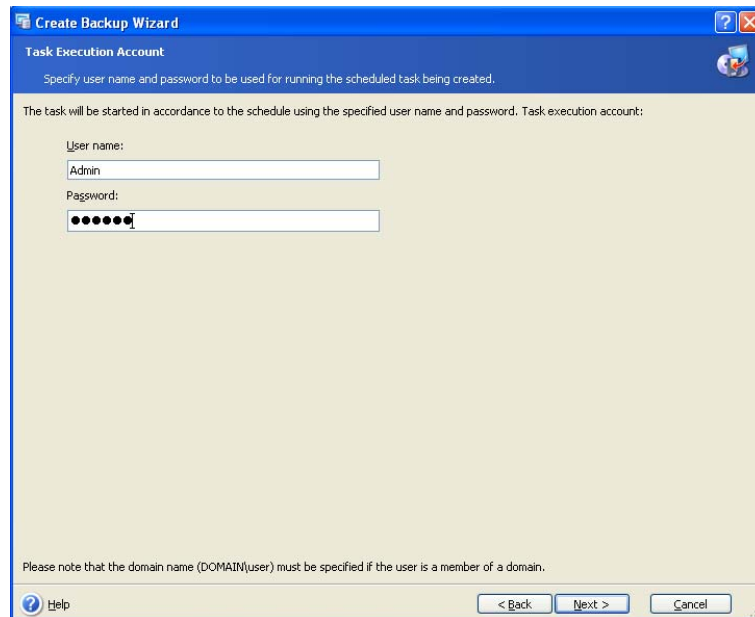 Create Backup Wizard
Task Execution Account
Specify user name and password to be used for running the scheduled task being created.
The task will be started in accordance to the schedule using the specified user name and password. Task execution account:
User name:
Admin
Password:
●●●●●●
Please note that the domain name (DOMAIN\user) must be specified if the user is a member of a domain.
Help
< Back
Next >
Cancel